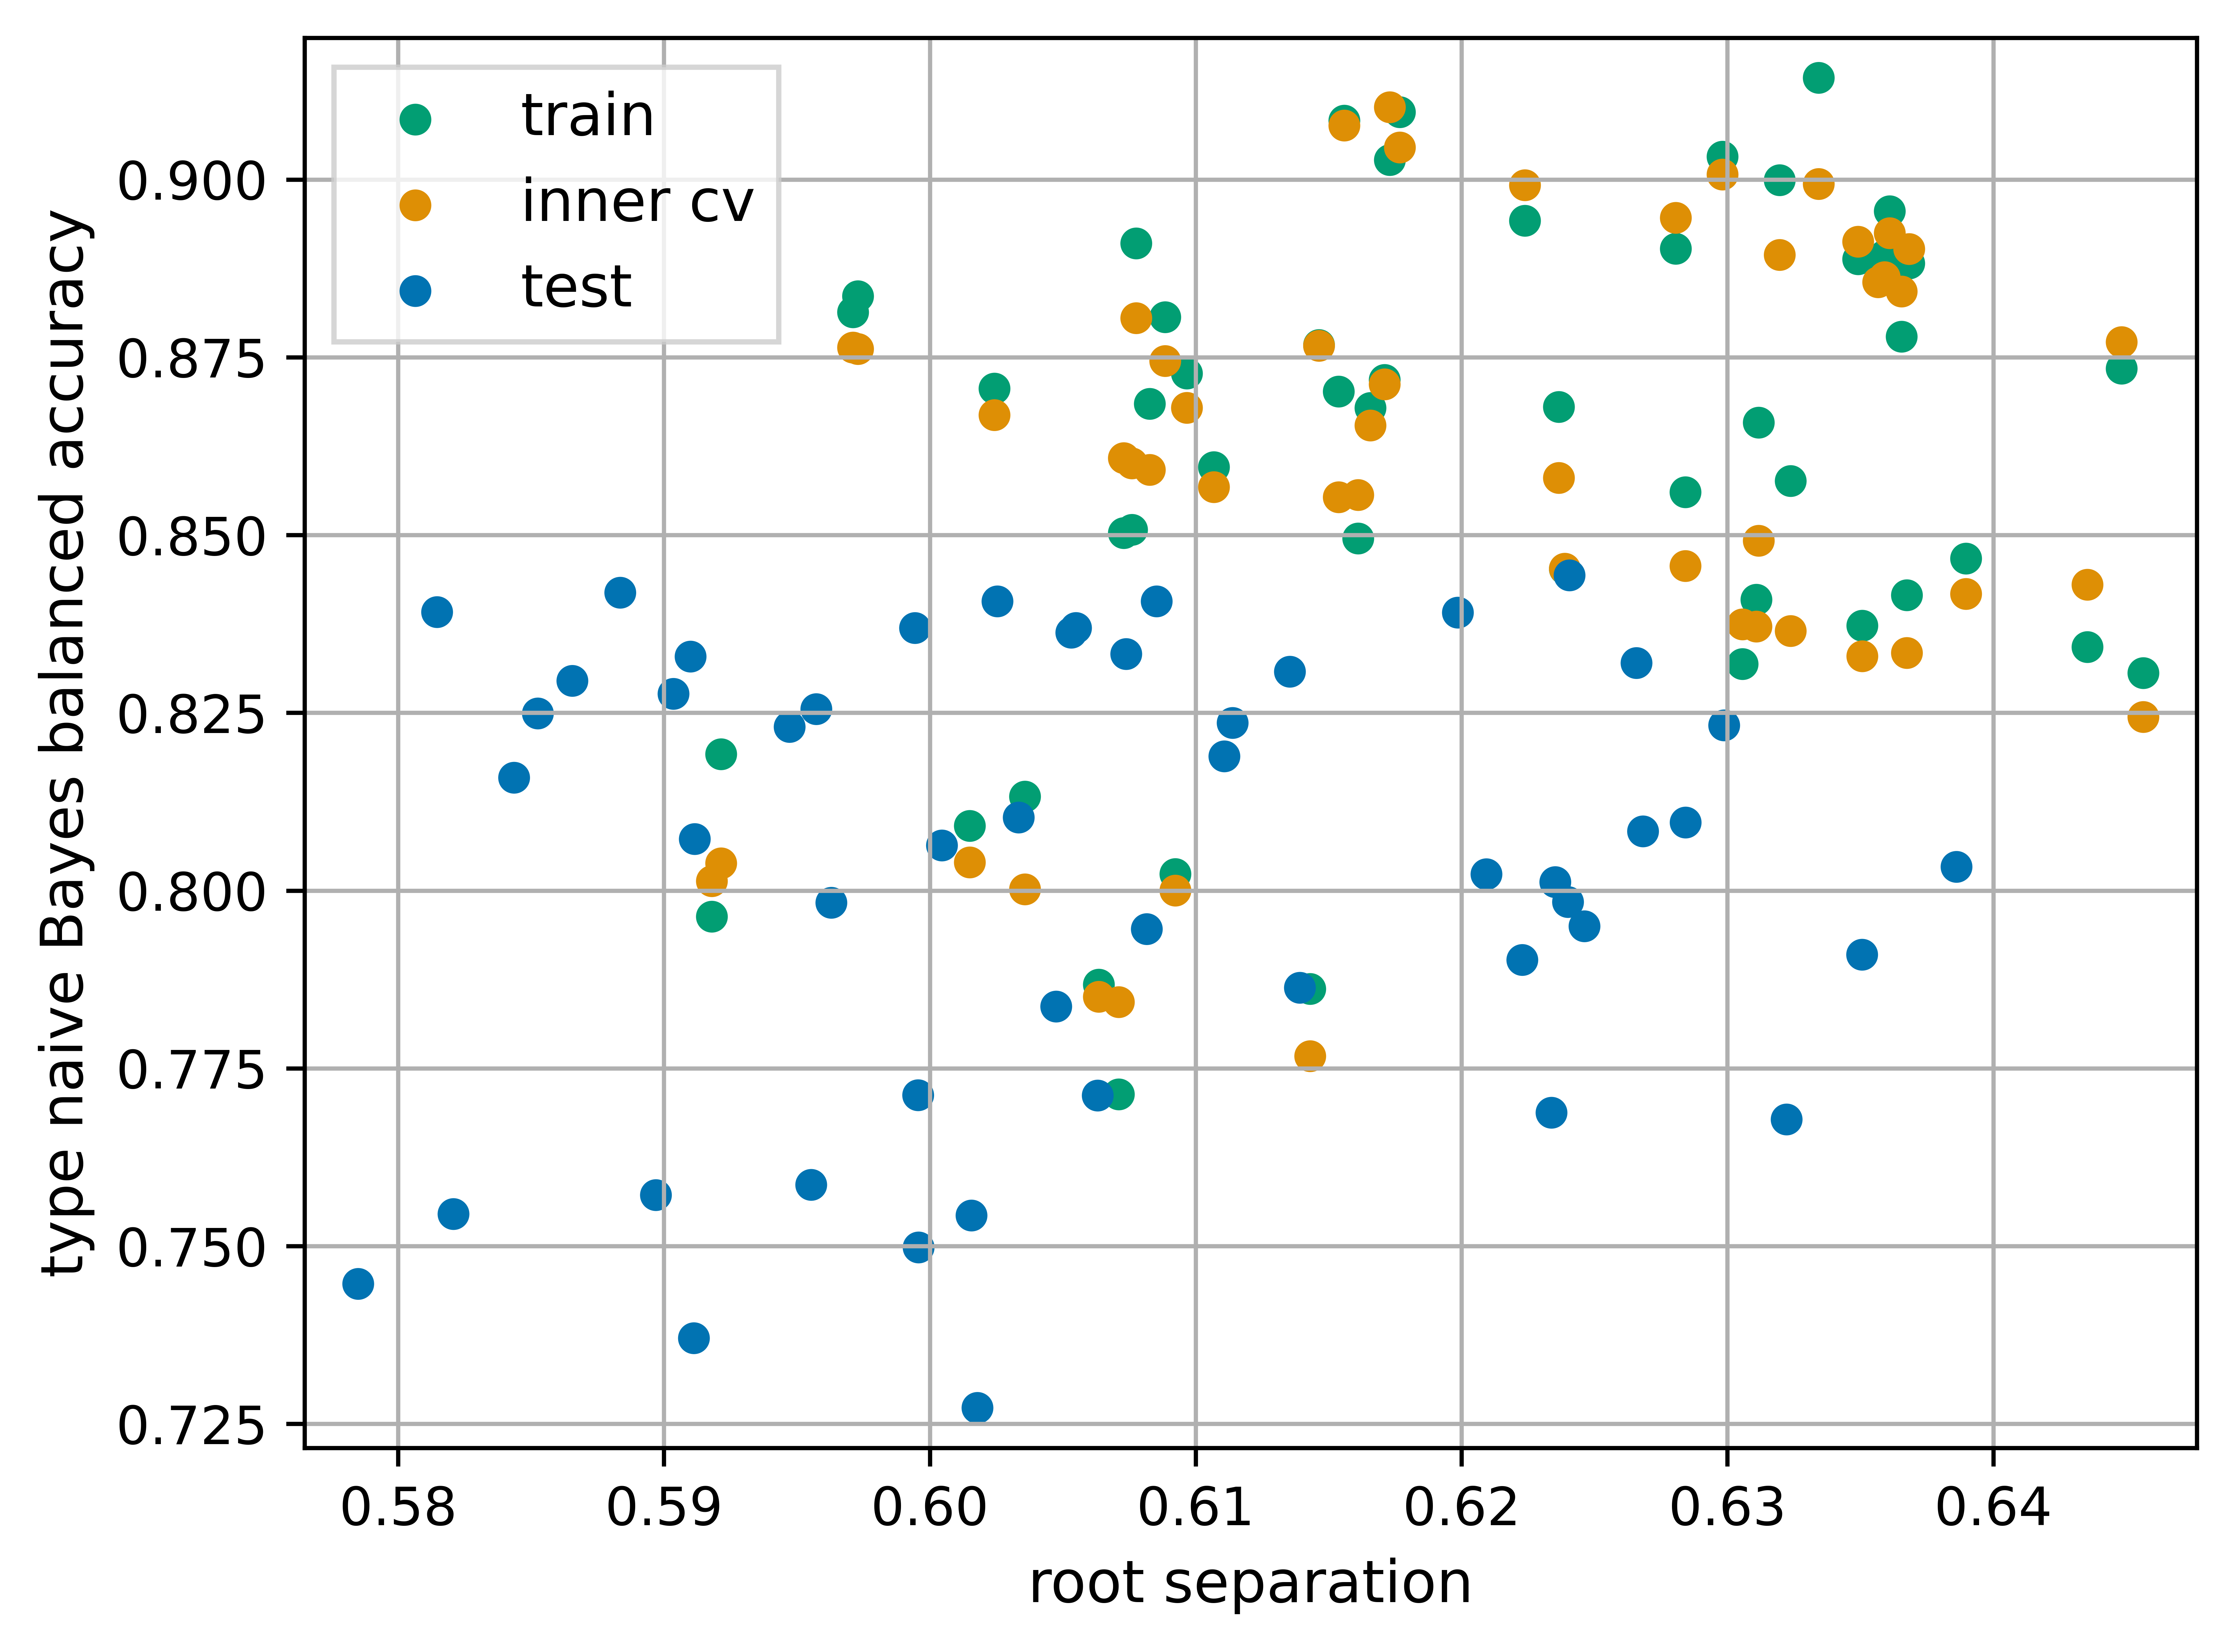 train
inner cv
test
type naive Bayes balanced accuracy
0.900
0.875
0.850
0.825
0.800
0.775
0.750
0.725
0.58 0.59 0.60 0.61 0.62 0.63 0.64
root separation